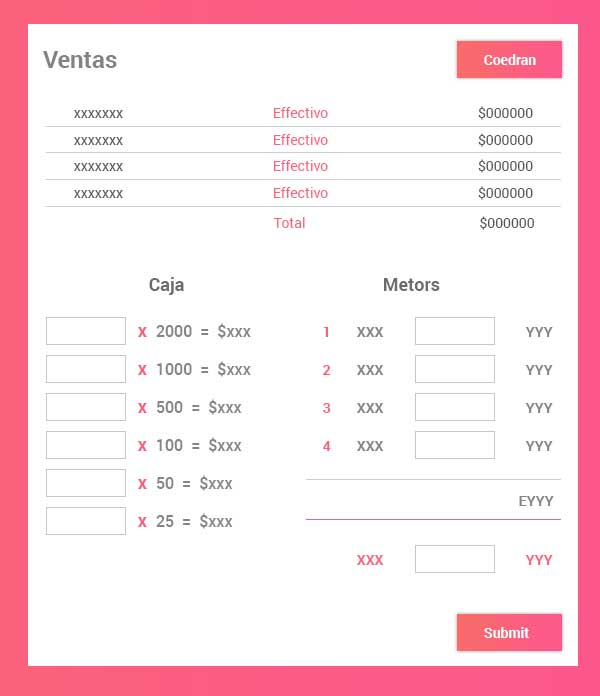 Ventas Coedran
xxxxxxx Effectivo $000000
xxxxxxx Effectivo $000000
xxxxxxx Effectivo $000000
xxxxxxx Effectivo $000000
Total $000000
Caja
x 2000 = $xxx
x 1000 = $xxx
x 500 = $xxx
x 100 = $xxx
x 50 = $xxx
x 25 = $xxx
Metors
1 XXX YYY
2 XXX YYY
3 XXX YYY
4 XXX YYY
EYYY
XXX YYY
Submit